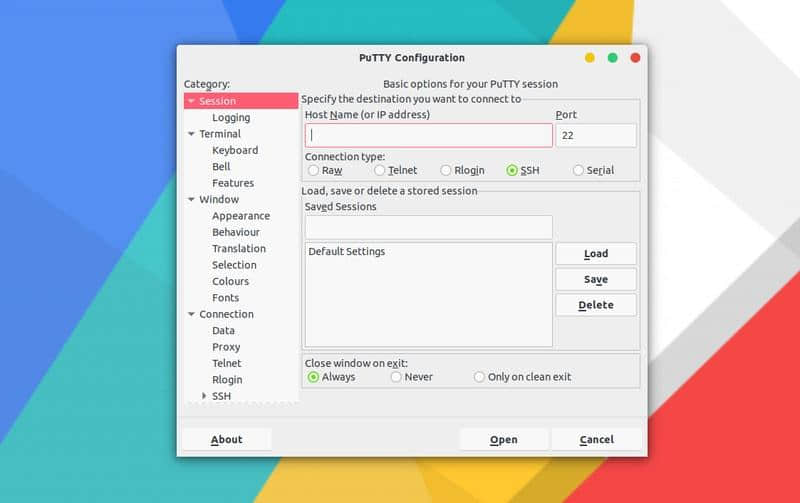 PuTTY Configuration
Category:
Session
Logging
Terminal
Keyboard
Bell
Features
Window
Appearance
Behaviour
Translation
Selection
Colours
Fonts
Connection
Data
Proxy
Telnet
Rlogin
SSH
Basic options for your PuTTY session
Specify the destination you want to connect to
Host Name (or IP address) Port
22
Connection type:
Raw Telnet Rlogin SSH Serial
Load, save or delete a stored session
Saved Sessions
Default Settings
Load
Save
Delete
Close window on exit:
Always Never Only on clean exit
About Open Cancel